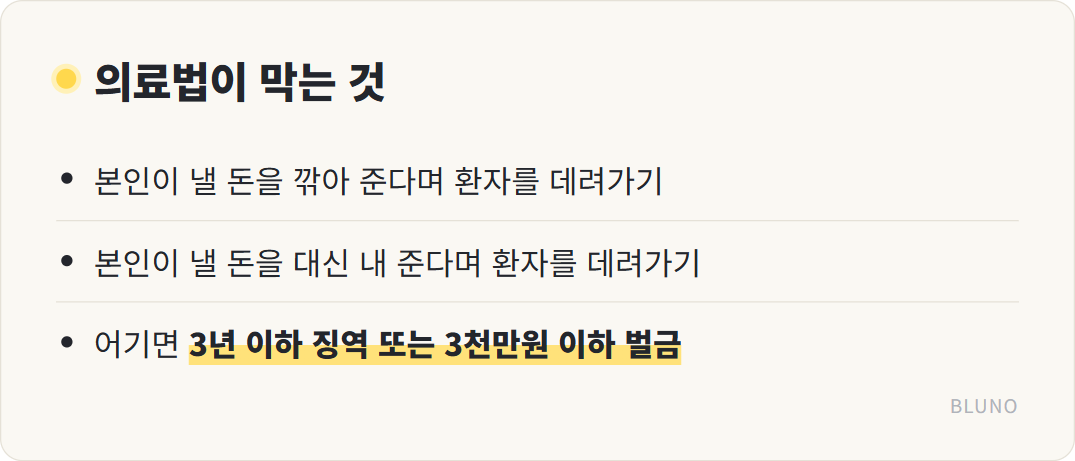 의료법이 막는 것
본인이 낼 돈을 깎아 준다며 환자를 데려가기
본인이 낼 돈을 대신 내 준다며 환자를 데려가기
어기면 3년 이하 징역 또는 3천만원 이하 벌금
BLUNO